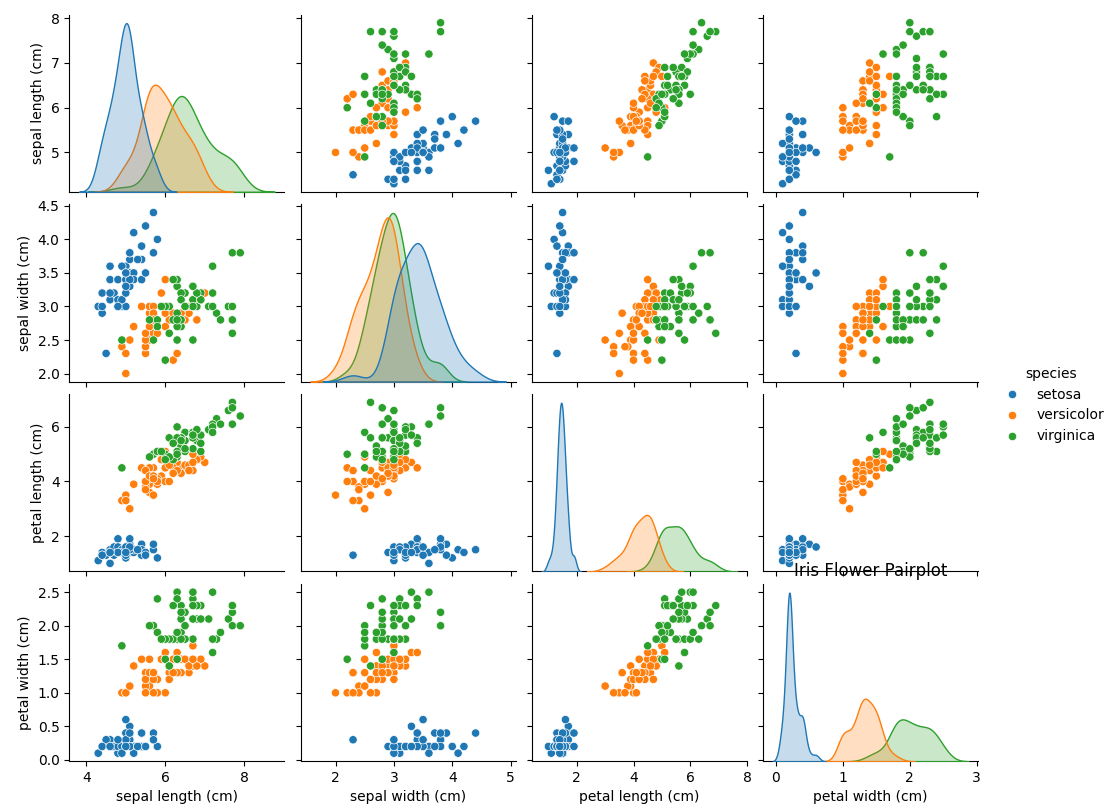 8
7
6
5
sepal length (cm)
4.5
4.0
3.5
3.0
2.5
2.0
sepal width (cm)
species
setosa
versicolor
virginica
6
4
2
petal length (cm)
Iris Flower Pairplot
2.5
2.0
1.5
1.0
0.5
0.0
petal width (cm)
4 6 8 2 3 4 5 2 4 6 8 0 1 2 3
sepal length (cm) sepal width (cm) petal length (cm) petal width (cm)